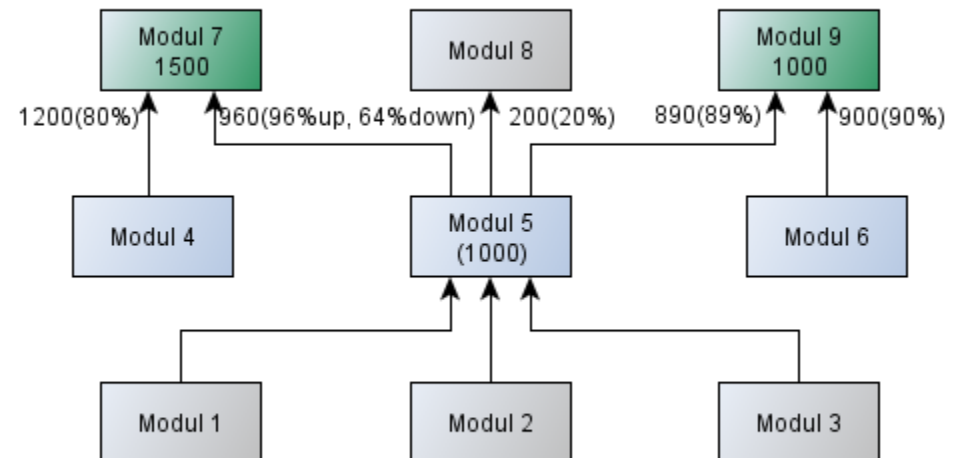 Modul 7
1500
Modul 8
Modul 9
1000
1200(80%)
960(96%up, 64%down)
200(20%)
890(89%)
900(90%)
Modul 4
Modul 5
(1000)
Modul 6
Modul 1
Modul 2
Modul 3